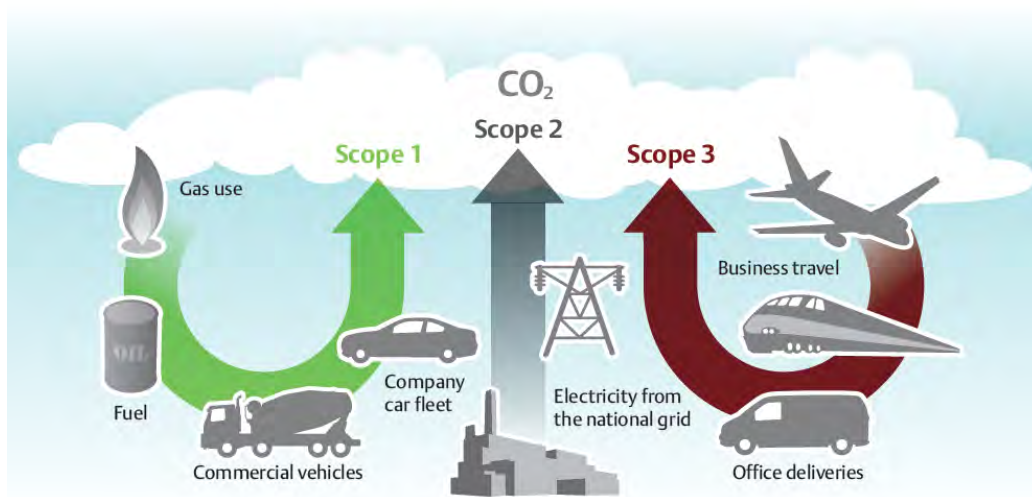 CO₂
Scope 2
Scope 1
Scope 3
Gas use
Business travel
OIL
Fuel
Company
car fleet
Electricity from
the national grid
Commercial vehicles
Office deliveries